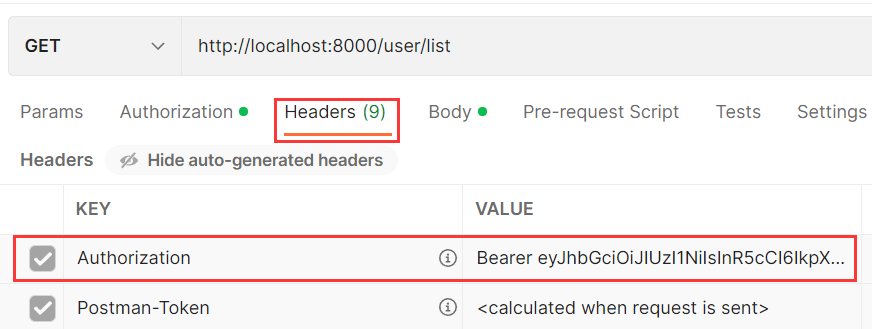 GET http://localhost:8000/user/list
Params Authorization Headers (9) Body Pre-request Script Tests Settings
Headers Hide auto-generated headers
KEY VALUE
Authorization Bearer eyJhbGciOiJIUzI1NiIsInR5cCI6IkpX...
Postman-Token <calculated when request is sent>